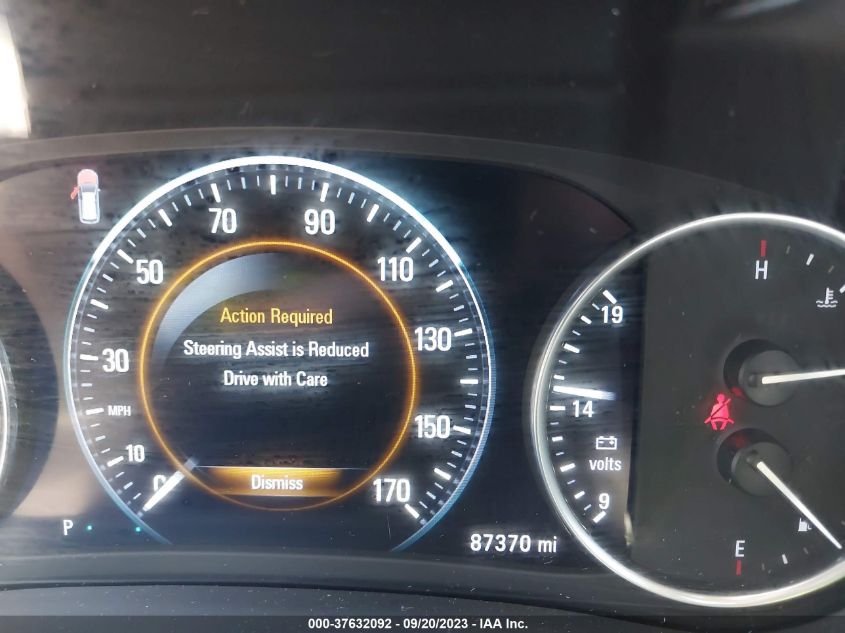 70
90
50
110
30
130
MPH
150
10
0
170
Action Required
Steering Assist is Reduced
Drive with Care
Dismiss
P
87370 mi
19
14
volts
9
H
E
000-37632092 - 09/20/2023 - IAA Inc.